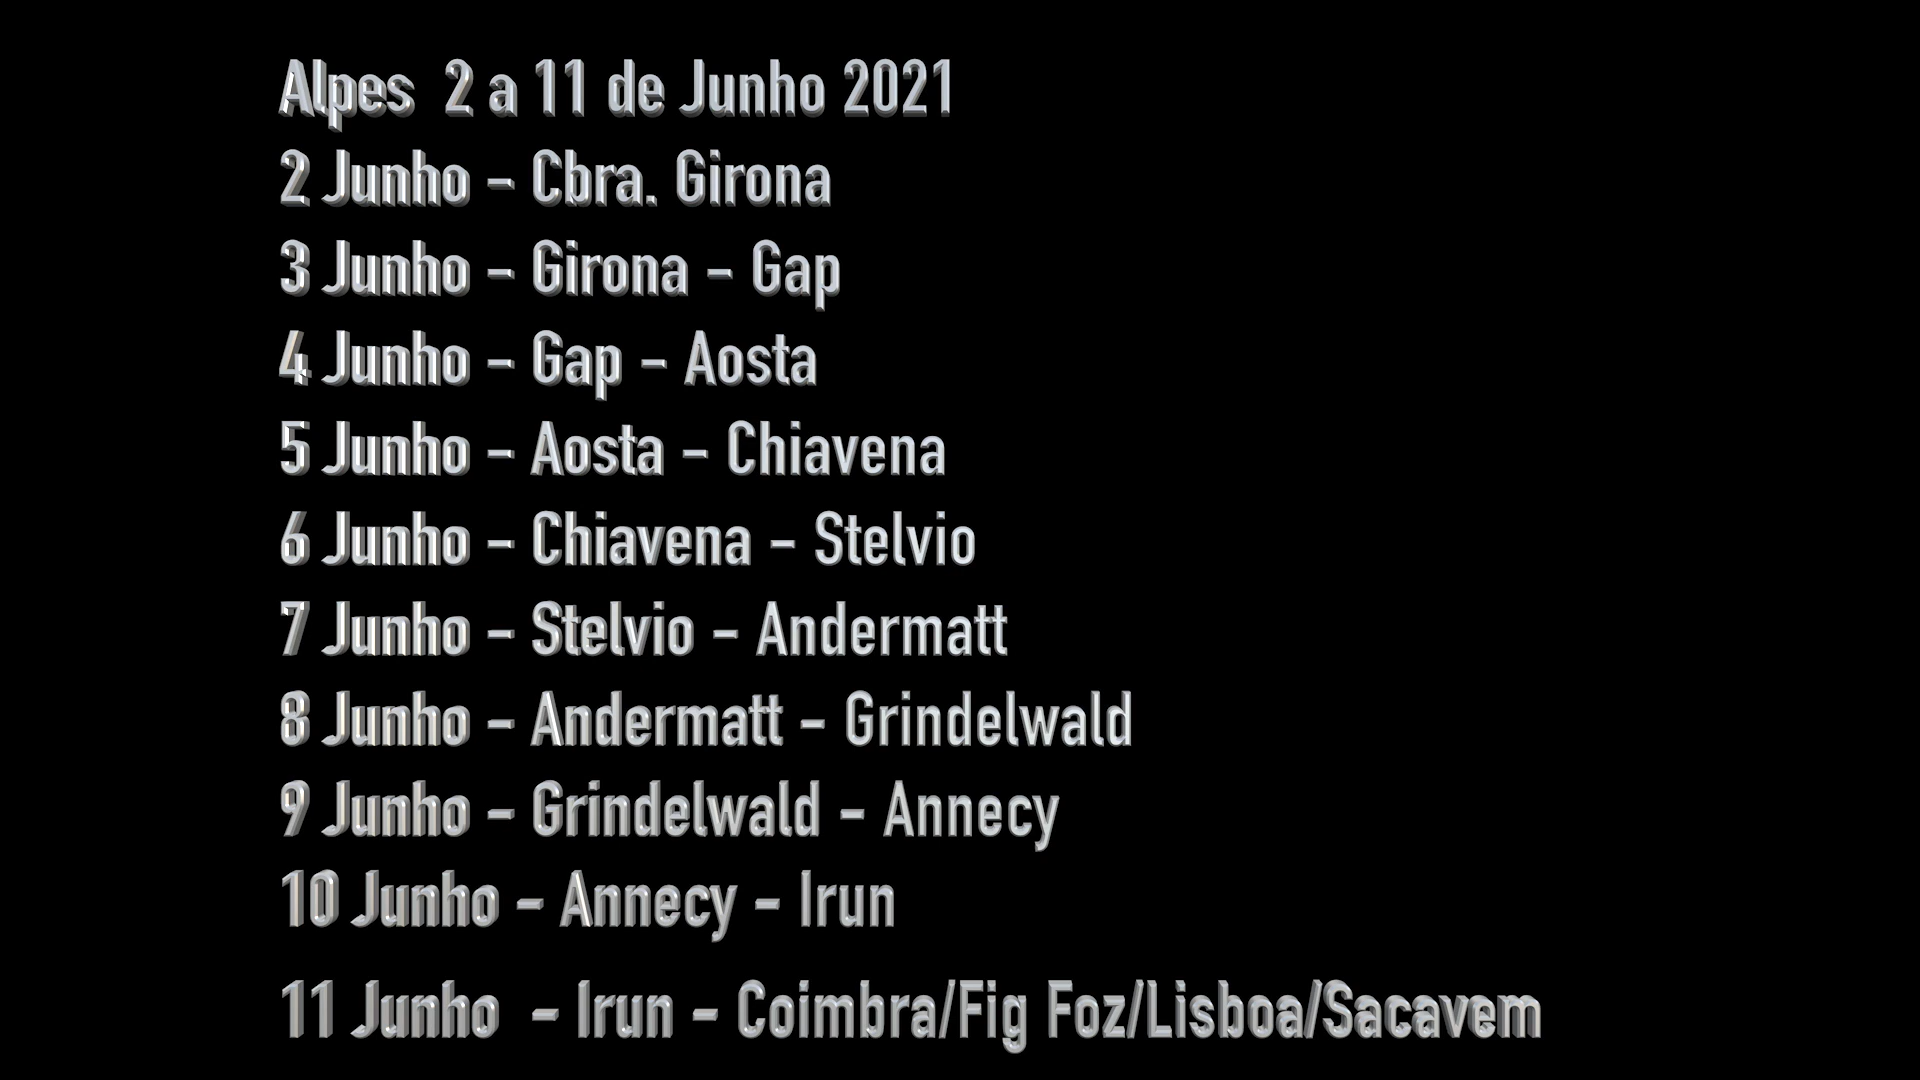 Alpes 2 a 11 de Junho 2021
2 Junho - Cbra. Girona
3 Junho - Girona - Gap
4 Junho - Gap - Aosta
5 Junho - Aosta - Chiavena
6 Junho - Chiavena - Stelvio
7 Junho - Stelvio - Andermatt
8 Junho - Andermatt - Grindelwald
9 Junho - Grindelwald - Annecy
10 Junho - Annecy - Irun
11 Junho - Irun - Coimbra/Fig Foz/Lisboa/Sacavem